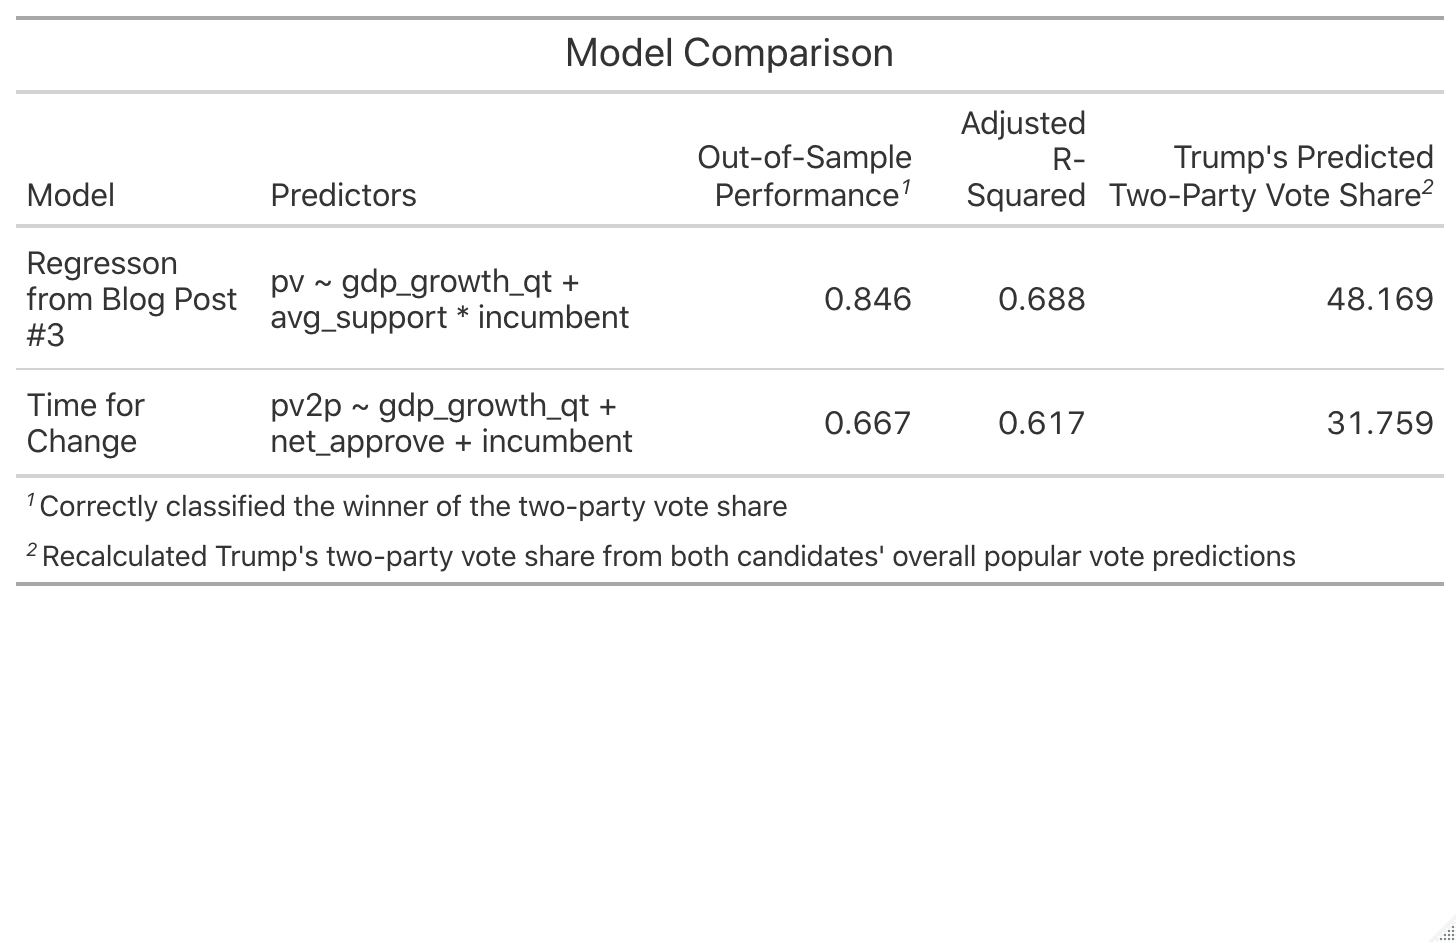 Model Comparison
Model Predictors Out-of-Sample Performance1 Adjusted R-Squared Trump's Predicted Two-Party Vote Share2
Regresson from Blog Post #3 pv ~ gdp_growth_qt + avg_support * incumbent 0.846 0.688 48.169
Time for Change pv2p ~ gdp_growth_qt + net_approve + incumbent 0.667 0.617 31.759
1 Correctly classified the winner of the two-party vote share
2 Recalculated Trump's two-party vote share from both candidates' overall popular vote predictions